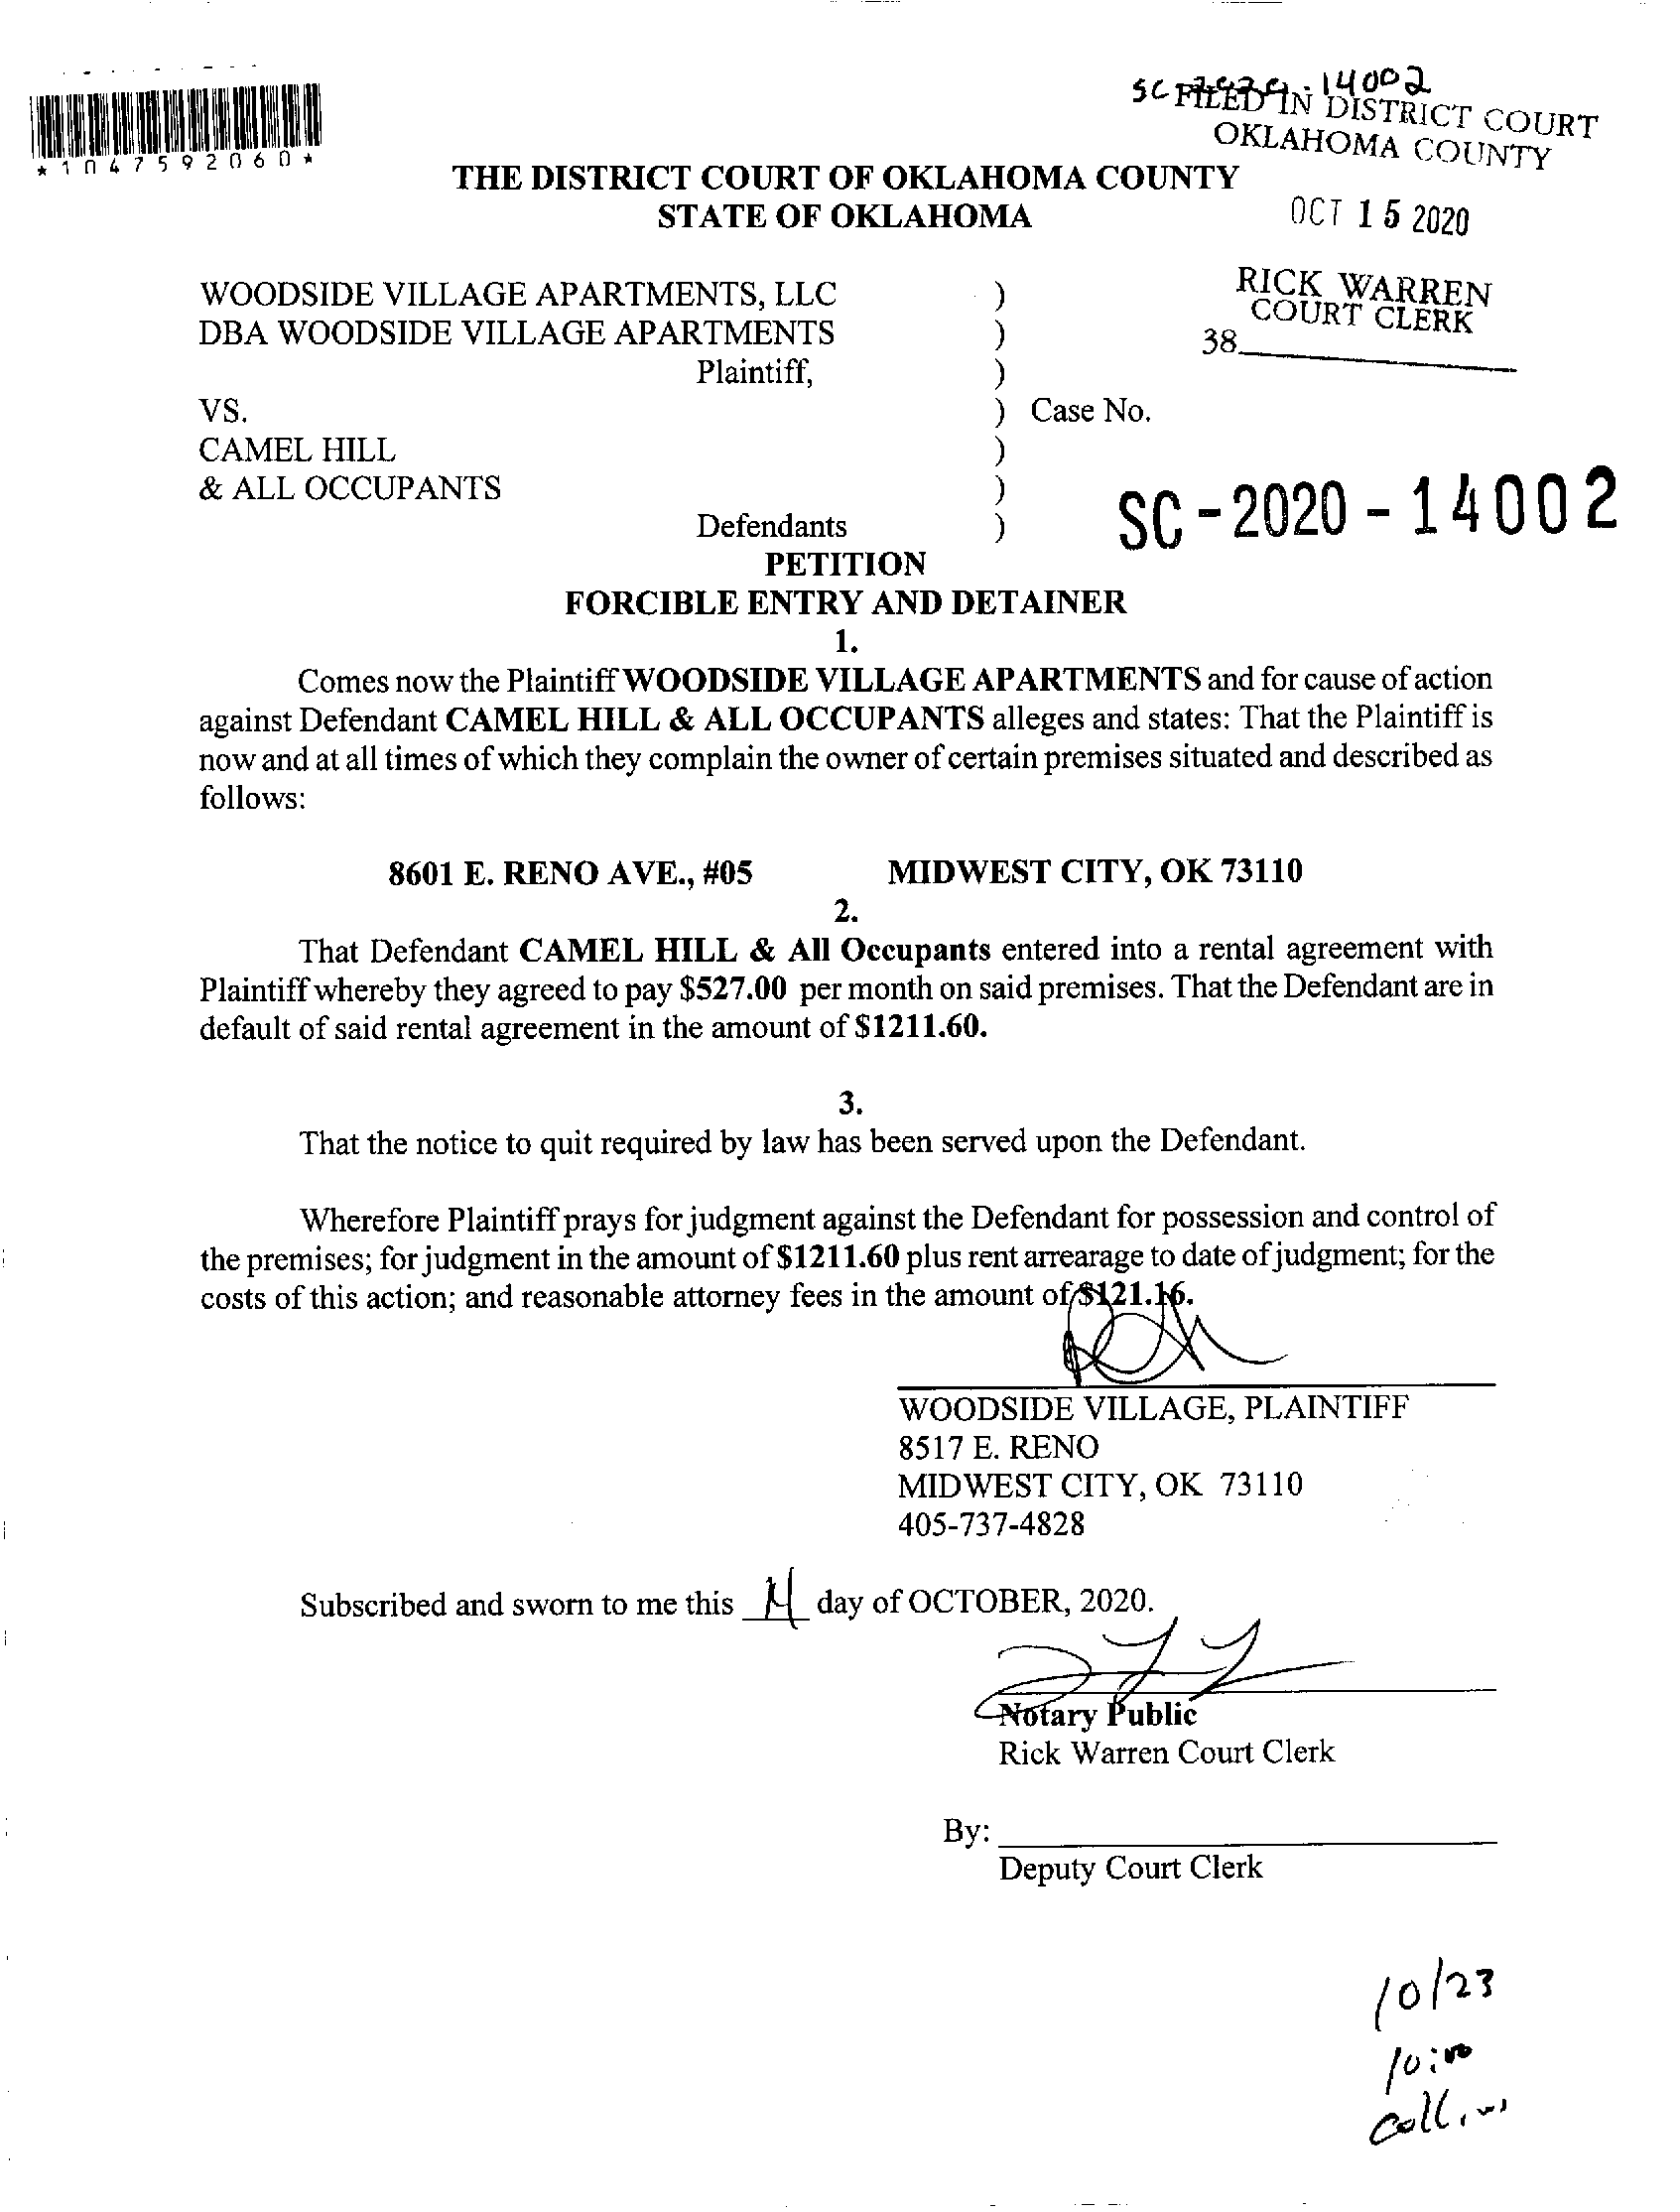 SC 2020-14002
FILED IN DISTRICT COURT
OKLAHOMA COUNTY
*1047592060*
THE DISTRICT COURT OF OKLAHOMA COUNTY
STATE OF OKLAHOMA
OCT 15 2020
RICK WARREN
COURT CLERK
38
WOODSIDE VILLAGE APARTMENTS, LLC )
DBA WOODSIDE VILLAGE APARTMENTS )
Plaintiff, )
VS. ) Case No.
CAMEL HILL )
& ALL OCCUPANTS )
SC-2020-14002
Defendants )
PETITION
FORCIBLE ENTRY AND DETAINER
1.
Comes now the Plaintiff WOODSIDE VILLAGE APARTMENTS and for cause of action
against Defendant CAMEL HILL & ALL OCCUPANTS alleges and states: That the Plaintiff is
now and at all times of which they complain the owner of certain premises situated and described as
follows:
8601 E. RENO AVE., #05 MIDWEST CITY, OK 73110
2.
That Defendant CAMEL HILL & All Occupants entered into a rental agreement with
Plaintiff whereby they agreed to pay $527.00 per month on said premises. That the Defendant are in
default of said rental agreement in the amount of $1211.60.
3.
That the notice to quit required by law has been served upon the Defendant.
Wherefore Plaintiff prays for judgment against the Defendant for possession and control of
the premises; for judgment in the amount of $1211.60 plus rent arrearage to date of judgment; for the
costs of this action; and reasonable attorney fees in the amount of $121.16.
WOODSIDE VILLAGE, PLAINTIFF
8517 E. RENO
MIDWEST CITY, OK 73110
405-737-4828
Subscribed and sworn to me this 14 day of OCTOBER, 2020.
Notary Public
Rick Warren Court Clerk
By:
Deputy Court Clerk
10/23
10:00
Collins